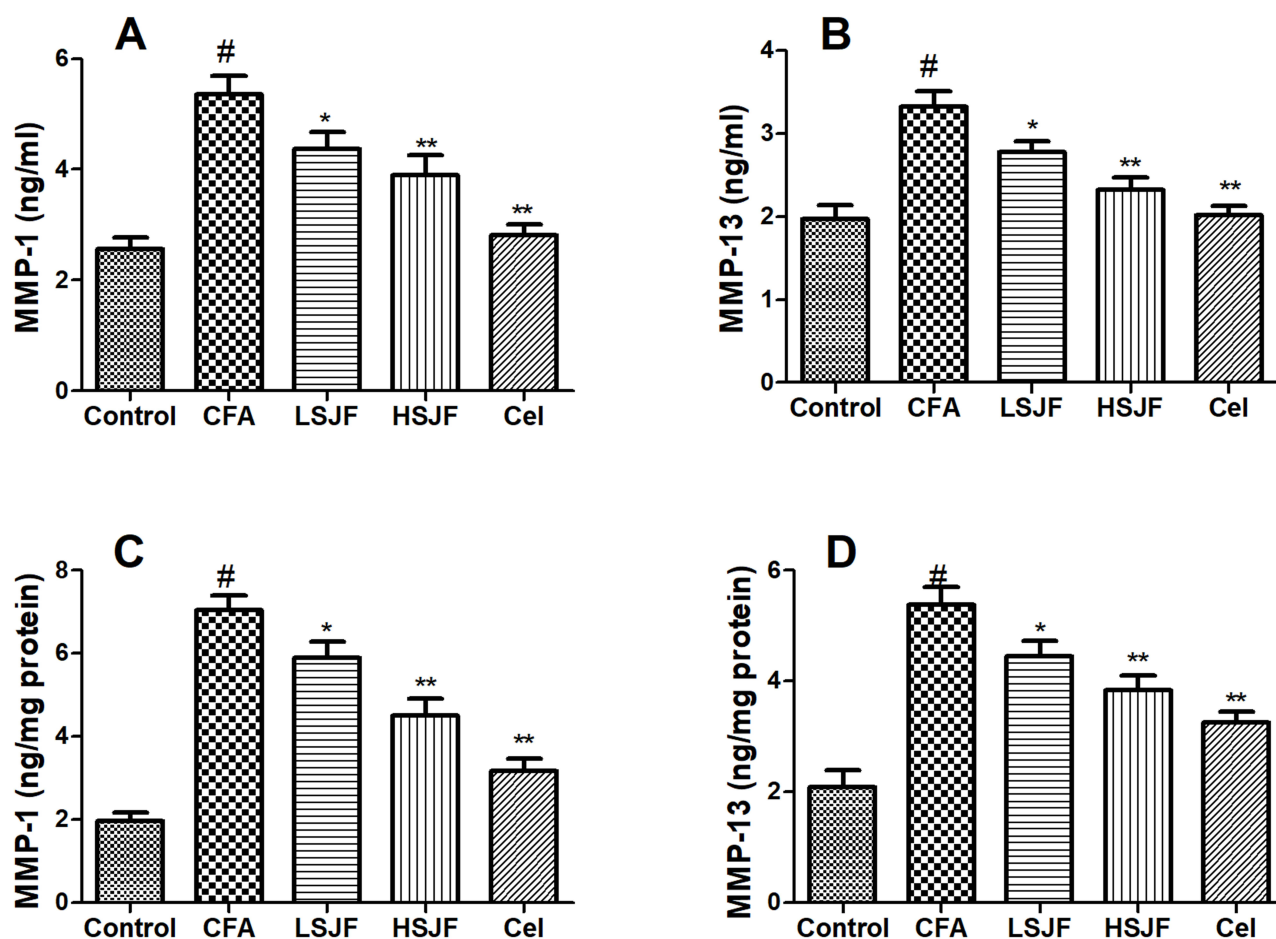 A
MMP-1 (ng/ml)
6
4
2
0
#
*
**
**
Control CFA LSJF HSJF Cel
B
MMP-13 (ng/ml)
4
3
2
1
0
#
*
**
**
Control CFA LSJF HSJF Cel
C
MMP-1 (ng/mg protein)
8
6
4
2
0
#
*
**
**
Control CFA LSJF HSJF Cel
D
MMP-13 (ng/mg protein)
6
4
2
0
#
*
**
**
Control CFA LSJF HSJF Cel